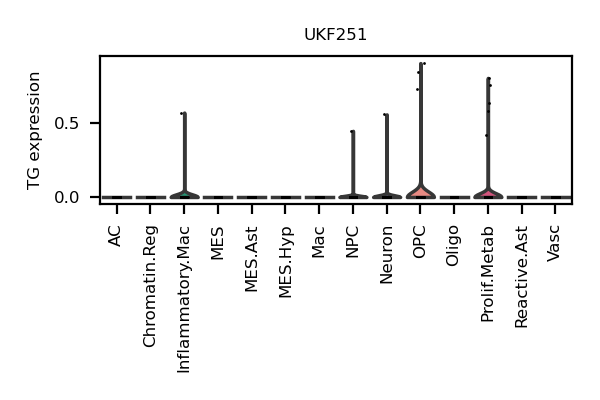 UKF251
TG expression
0.5
0.0
AC
Chromatin.Reg
Inflammatory.Mac
MES
MES.Ast
MES.Hyp
Mac
NPC
Neuron
OPC
Oligo
Prolif.Metab
Reactive.Ast
Vasc